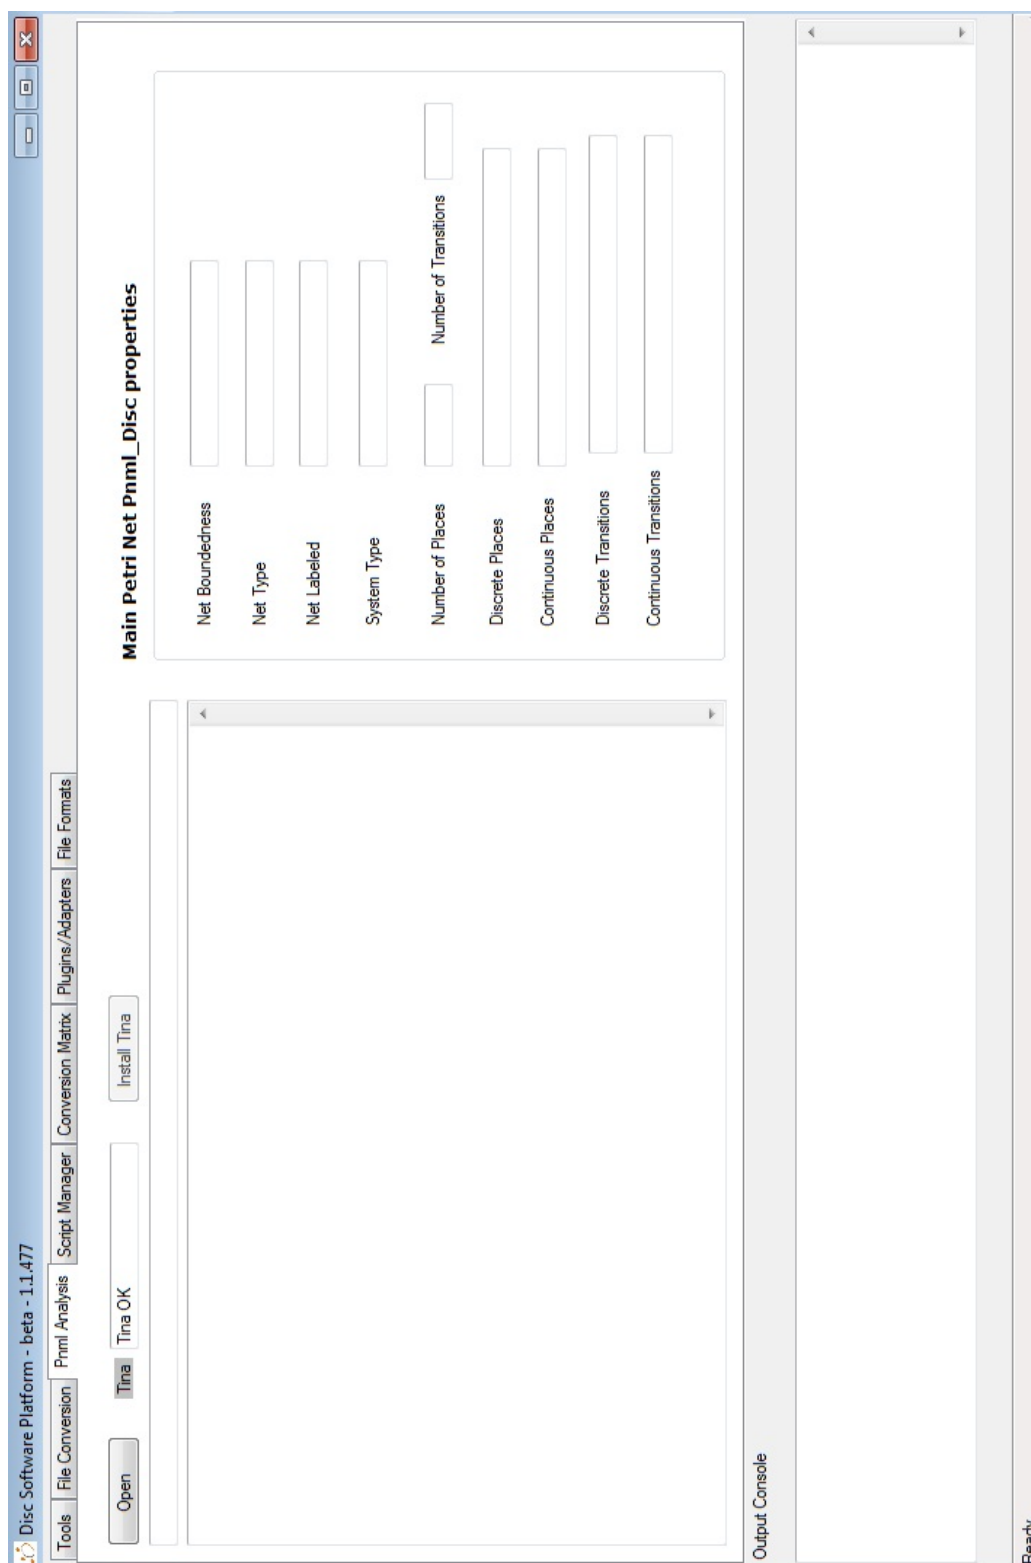 Disc Software Platform - beta - 1.1.477
Tools File Conversion Pnml Analysis Script Manager Conversion Matrix Plugins/Adapters File Formats
Open Tina Tina OK Install Tina
Main Petri Net Pnml_Disc properties
Net Boundedness
Net Type
Net Labeled
System Type
Number of Places Number of Transitions
Discrete Places
Continuous Places
Discrete Transitions
Continuous Transitions
Output Console
Ready